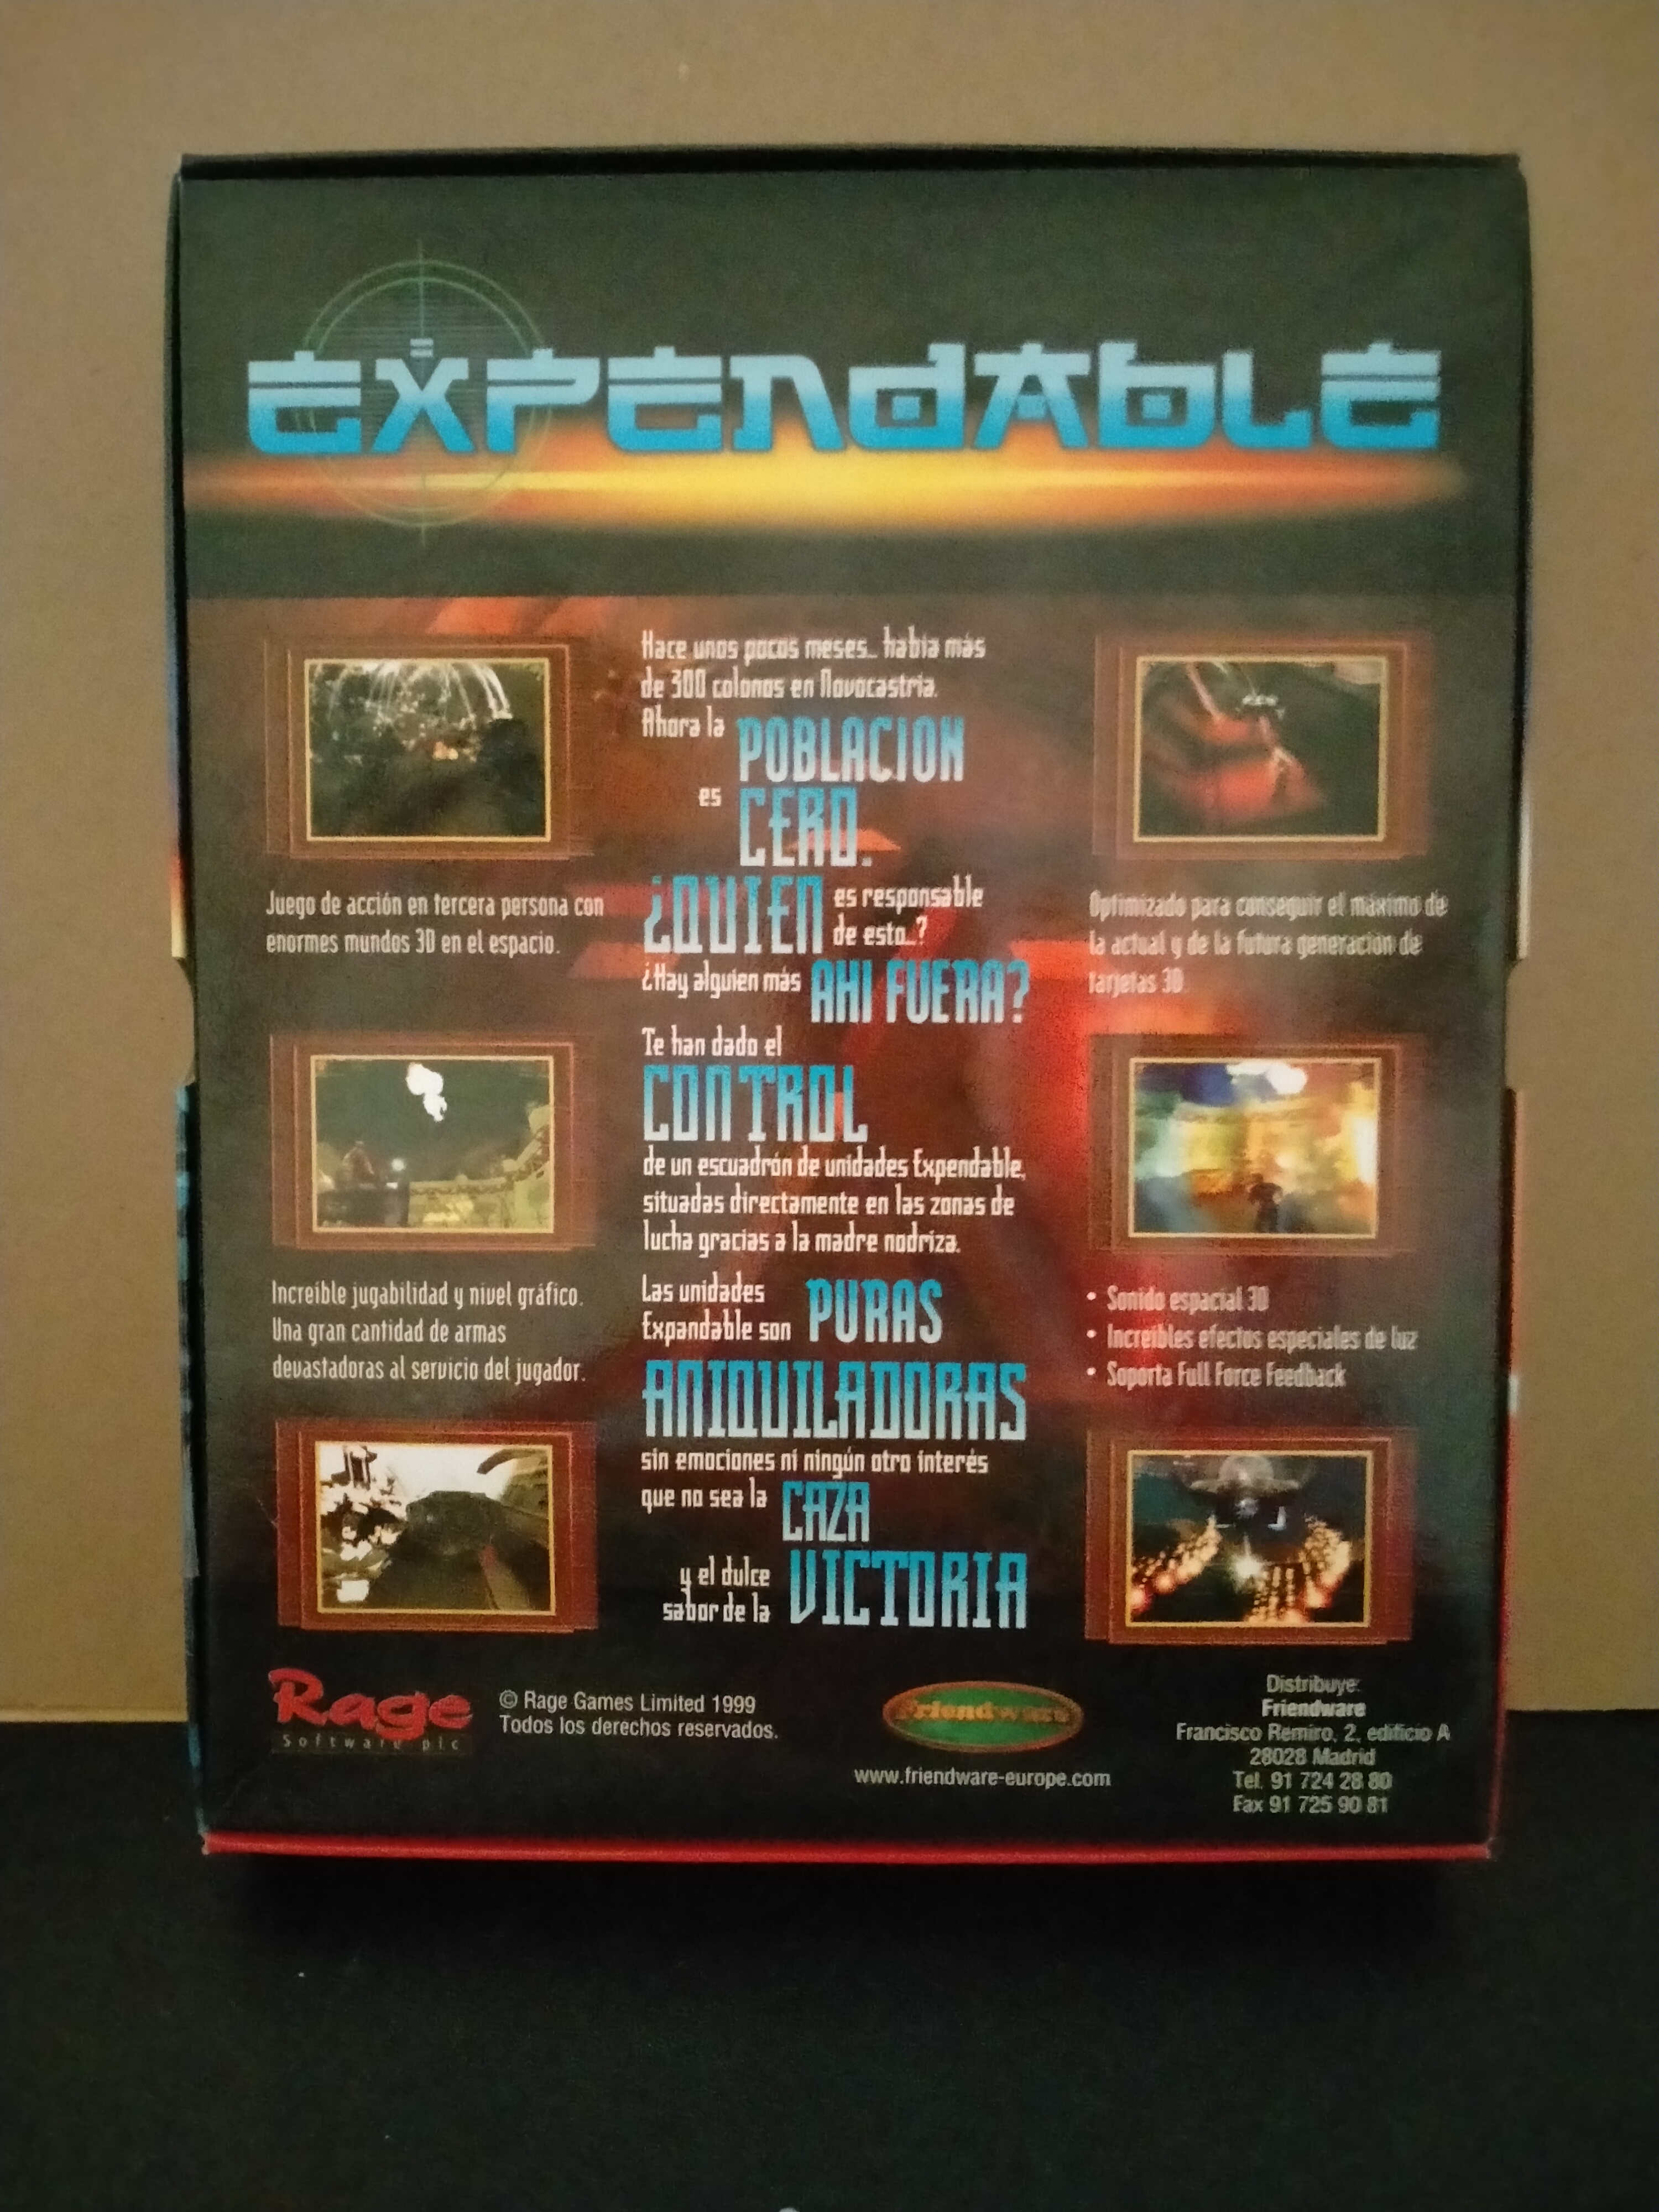 EXPENDABLE
Hace unos pocos meses... había más
de 300 colonos en Novocastria.
Ahora la POBLACION
es CERO.
¿QUIEN es responsable
de esto...?
¿Hay alguien más AHI FUERA?
Te han dado el
CONTROL
de un escuadrón de unidades Expendable,
situadas directamente en las zonas de
lucha gracias a la madre nodriza.
Las unidades
Expandable son PURAS
ANIQUILADORAS
sin emociones ni ningún otro interés
que no sea la CAZA
y el dulce
sabor de la VICTORIA
Juego de acción en tercera persona con
enormes mundos 3D en el espacio.
Increíble jugabilidad y nivel gráfico.
Una gran cantidad de armas
devastadoras al servicio del jugador.
Optimizado para conseguir el máximo de
la actual y de la futura generación de
tarjetas 3D
• Sonido espacial 3D
• Increíbles efectos especiales de luz
• Soporta Full Force Feedback
Rage
Software plc
© Rage Games Limited 1999
Todos los derechos reservados.
Friendware
www.friendware-europe.com
Distribuye:
Friendware
Francisco Remiro, 2, edificio A
28028 Madrid
Tel. 91 724 28 80
Fax 91 725 90 81